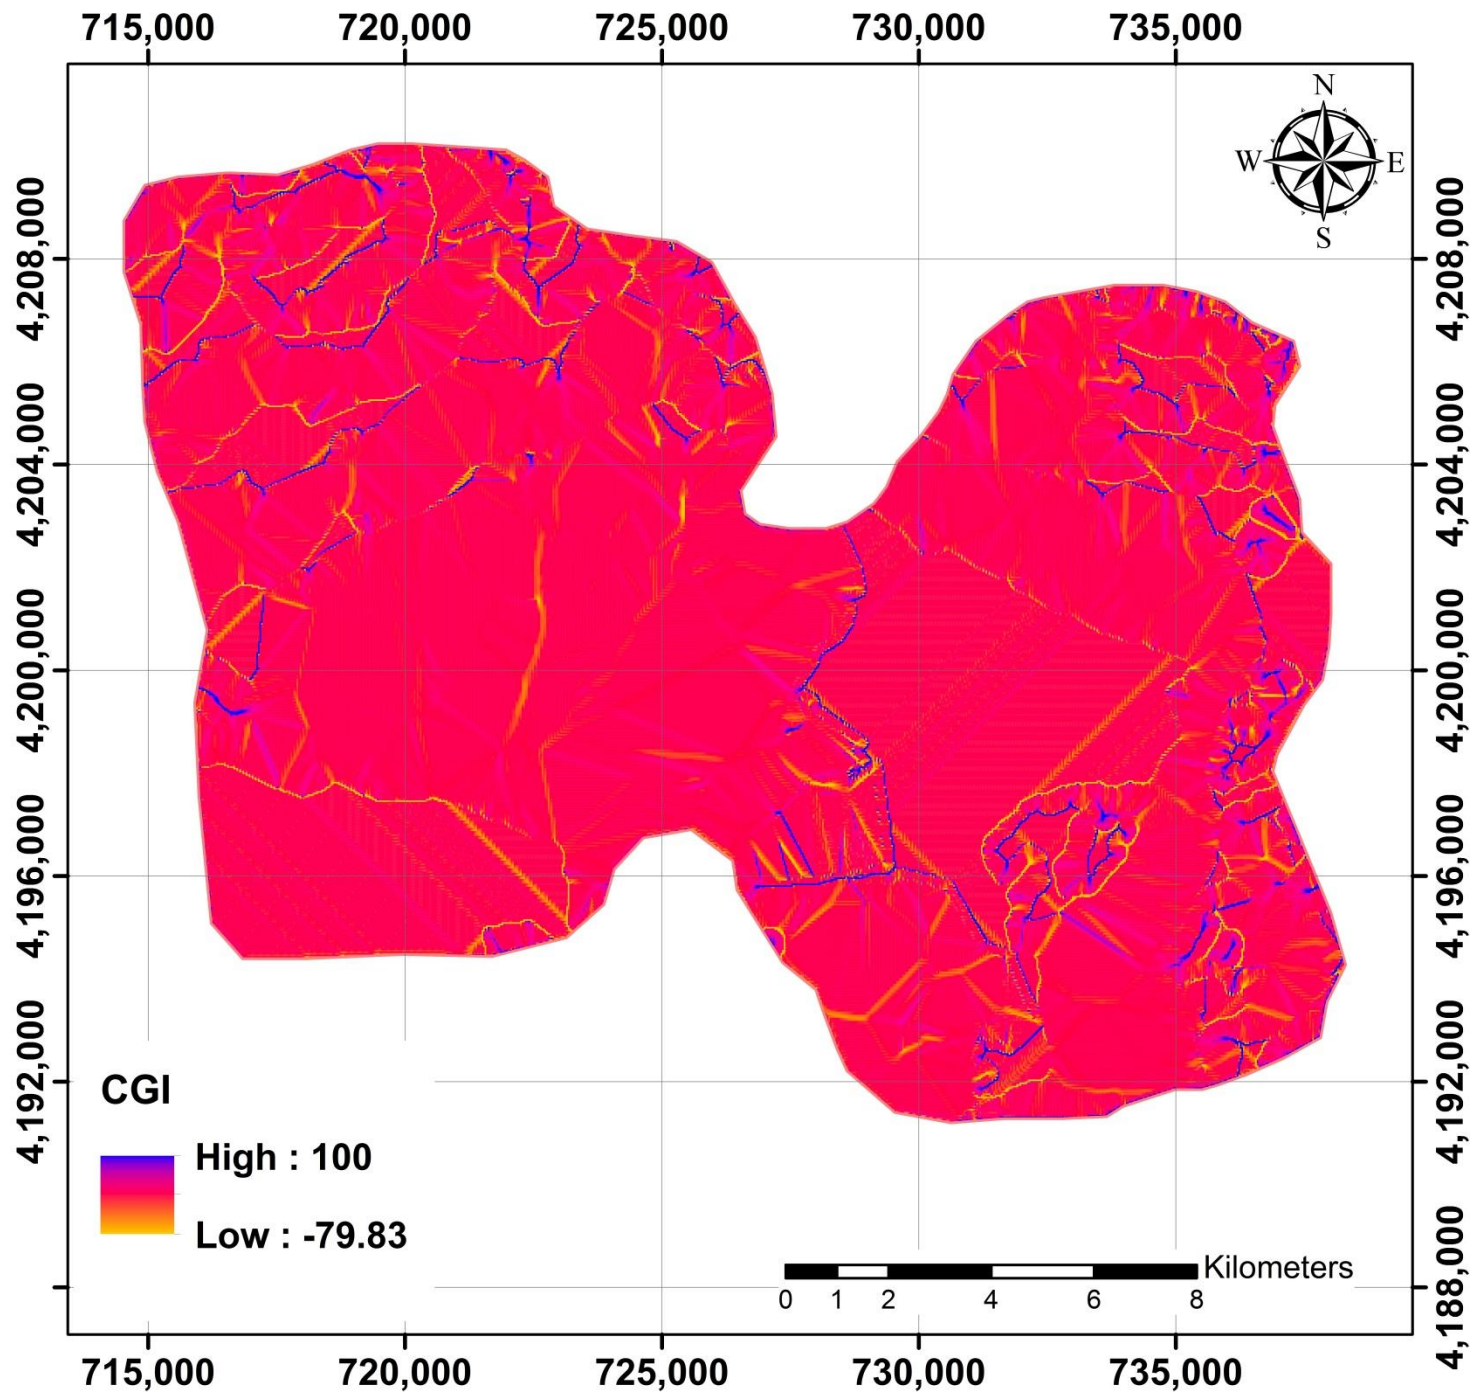 715,000 720,000 725,000 730,000 735,000
N
W E
S
4,208,000 4,208,000
4,204,000 4,204,000
4,200,000 4,200,000
4,196,000 4,196,000
4,192,000 4,192,000
4,188,000
CGI
High : 100
Low : -79.83
Kilometers
0 1 2 4 6 8
715,000 720,000 725,000 730,000 735,000